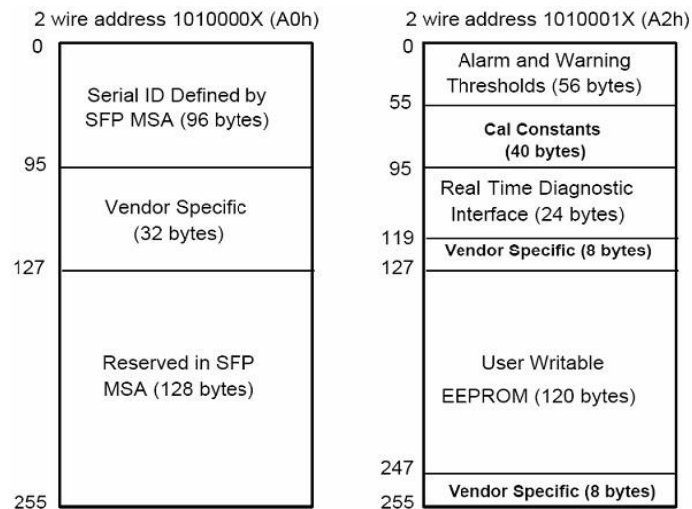 2 wire address 1010000X (A0h)
0
Serial ID Defined by
SFP MSA (96 bytes)
95
Vendor Specific
(32 bytes)
127
Reserved in SFP
MSA (128 bytes)
255
2 wire address 1010001X (A2h)
0
Alarm and Warning
Thresholds (56 bytes)
55
Cal Constants
(40 bytes)
95
Real Time Diagnostic
Interface (24 bytes)
119
Vendor Specific (8 bytes)
127
User Writable
EEPROM (120 bytes)
247
Vendor Specific (8 bytes)
255